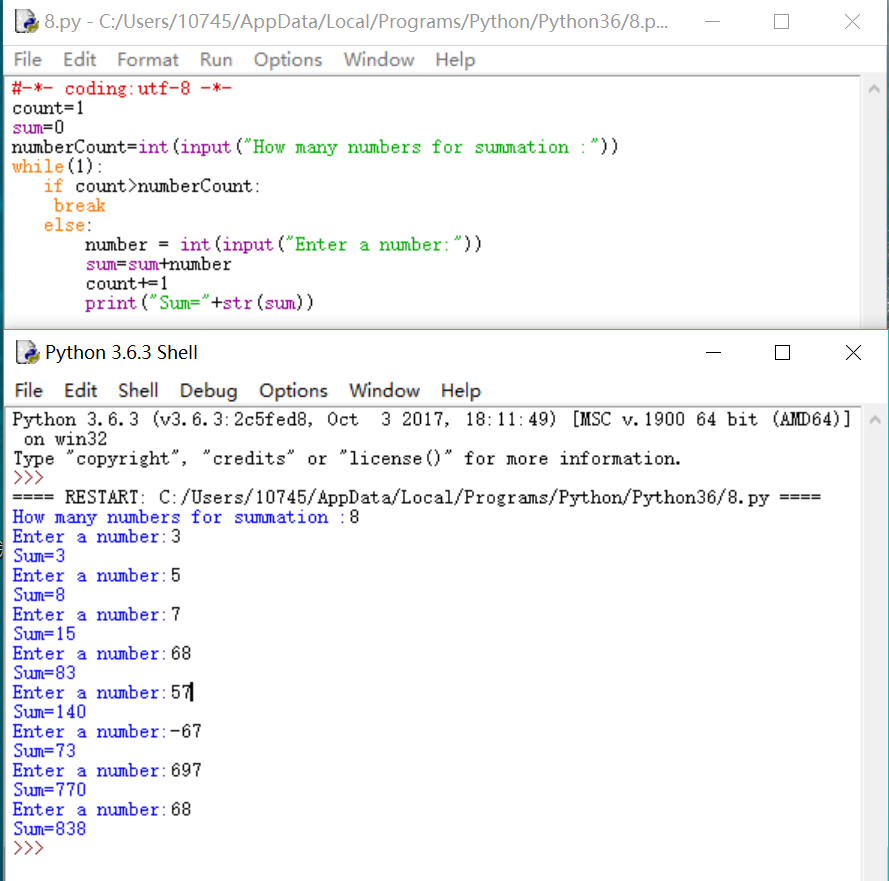 8.py - C:/Users/10745/AppData/Local/Programs/Python/Python36/8.p...
File Edit Format Run Options Window Help
#-*- coding:utf-8 -*-
count=1
sum=0
numberCount=int(input("How many numbers for summation :"))
while(1):
   if count>numberCount:
    break
   else:
       number = int(input("Enter a number:"))
       sum=sum+number
       count+=1
       print("Sum="+str(sum))
Python 3.6.3 Shell
File Edit Shell Debug Options Window Help
Python 3.6.3 (v3.6.3:2c5fed8, Oct  3 2017, 18:11:49) [MSC v.1900 64 bit (AMD64)]
 on win32
Type "copyright", "credits" or "license()" for more information.
>>>
==== RESTART: C:/Users/10745/AppData/Local/Programs/Python/Python36/8.py ====
How many numbers for summation :8
Enter a number:3
Sum=3
Enter a number:5
Sum=8
Enter a number:7
Sum=15
Enter a number:68
Sum=83
Enter a number:57
Sum=140
Enter a number:-67
Sum=73
Enter a number:697
Sum=770
Enter a number:68
Sum=838
>>>